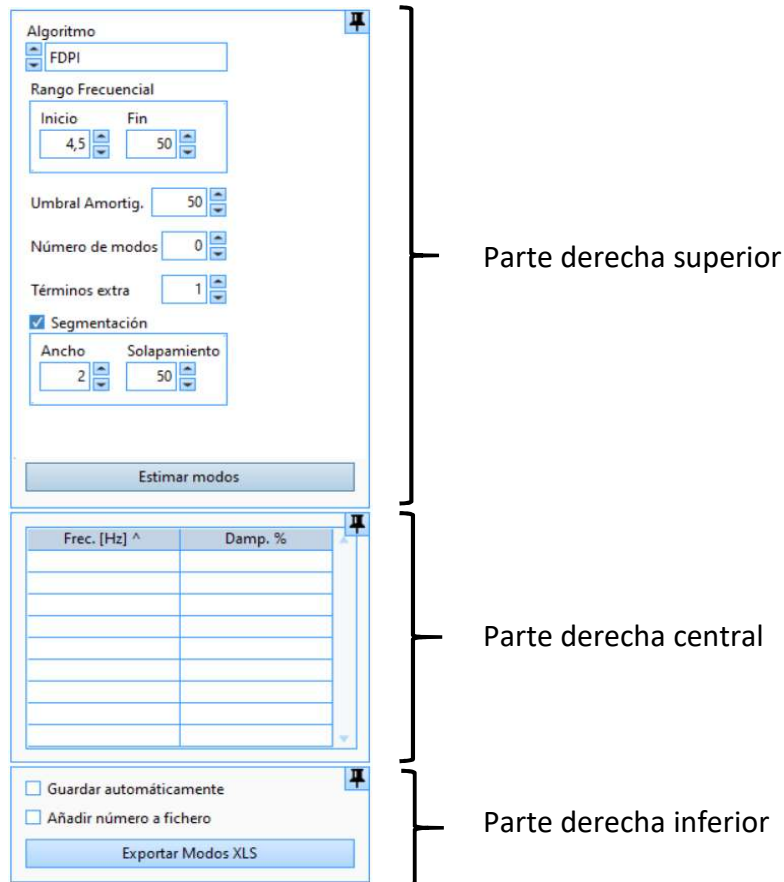 Algoritmo
FDPI
Rango Frecuencial
Inicio Fin
4,5 50
Umbral Amortig. 50
Número de modos 0
Términos extra 1
Segmentación
Ancho Solapamiento
2 50
Estimar modos
Parte derecha superior
Frec. [Hz] ^ Damp. %
Parte derecha central
Guardar automáticamente
Añadir número a fichero
Exportar Modos XLS
Parte derecha inferior